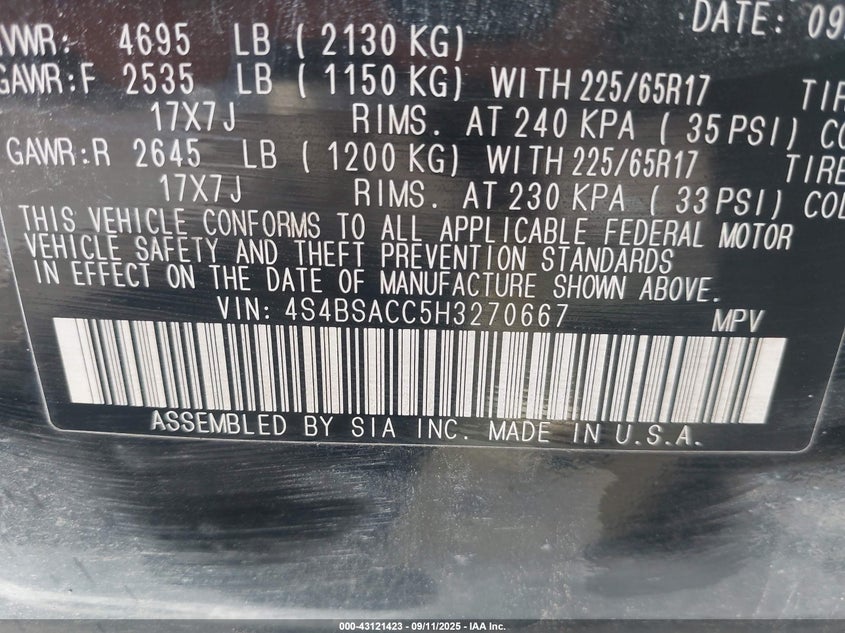 DATE: 09
VWR: 4695 LB ( 2130 KG)
GAWR:F 2535 LB ( 1150 KG) WITH 225/65R17 TIR
17X7J RIMS. AT 240 KPA ( 35 PSI) CO
GAWR:R 2645 LB ( 1200 KG) WITH 225/65R17 TIRE
17X7J RIMS. AT 230 KPA ( 33 PSI) COL
THIS VEHICLE CONFORMS TO ALL APPLICABLE FEDERAL MOTOR
VEHICLE SAFETY AND THEFT PREVENTION STANDARDS
IN EFFECT ON THE DATE OF MANUFACTURE SHOWN ABOVE.
VIN: 4S4BSACC5H3270667 MPV
ASSEMBLED BY SIA INC. MADE IN U.S.A.
000-43121423 - 09/11/2025 - IAA Inc.